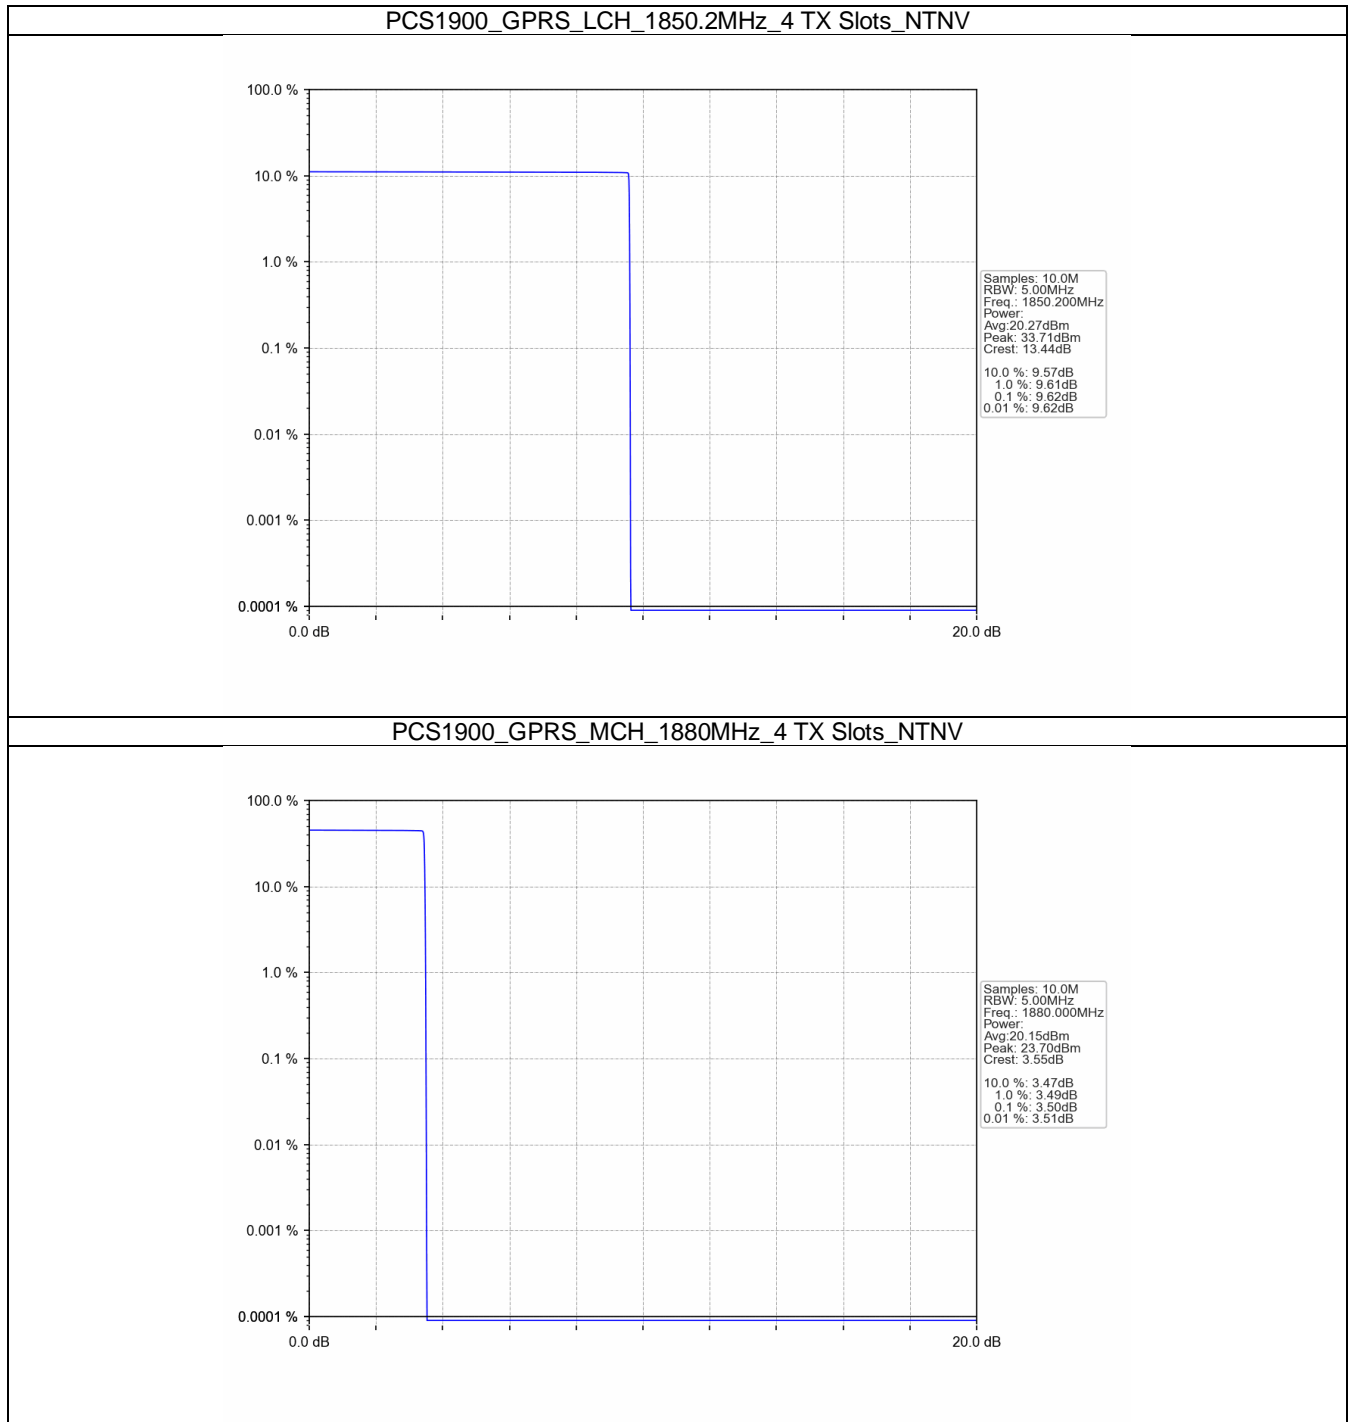 PCS1900_GPRS_LCH_1850.2MHz_4 TX Slots_NTNV
100.0 %
10.0 %
1.0 %
0.1 %
0.01 %
0.001 %
0.0001 %
0.0 dB
20.0 dB
Samples: 10.0M
RBW: 5.00MHz
Freq.: 1850.200MHz
Power:
Avg:20.27dBm
Peak: 33.71dBm
Crest: 13.44dB
10.0 %: 9.57dB
1.0 %: 9.61dB
0.1 %: 9.62dB
0.01 %: 9.62dB
PCS1900_GPRS_MCH_1880MHz_4 TX Slots_NTNV
100.0 %
10.0 %
1.0 %
0.1 %
0.01 %
0.001 %
0.0001 %
0.0 dB
20.0 dB
Samples: 10.0M
RBW: 5.00MHz
Freq.: 1880.000MHz
Power:
Avg:20.15dBm
Peak: 23.70dBm
Crest: 3.55dB
10.0 %: 3.47dB
1.0 %: 3.49dB
0.1 %: 3.50dB
0.01 %: 3.51dB